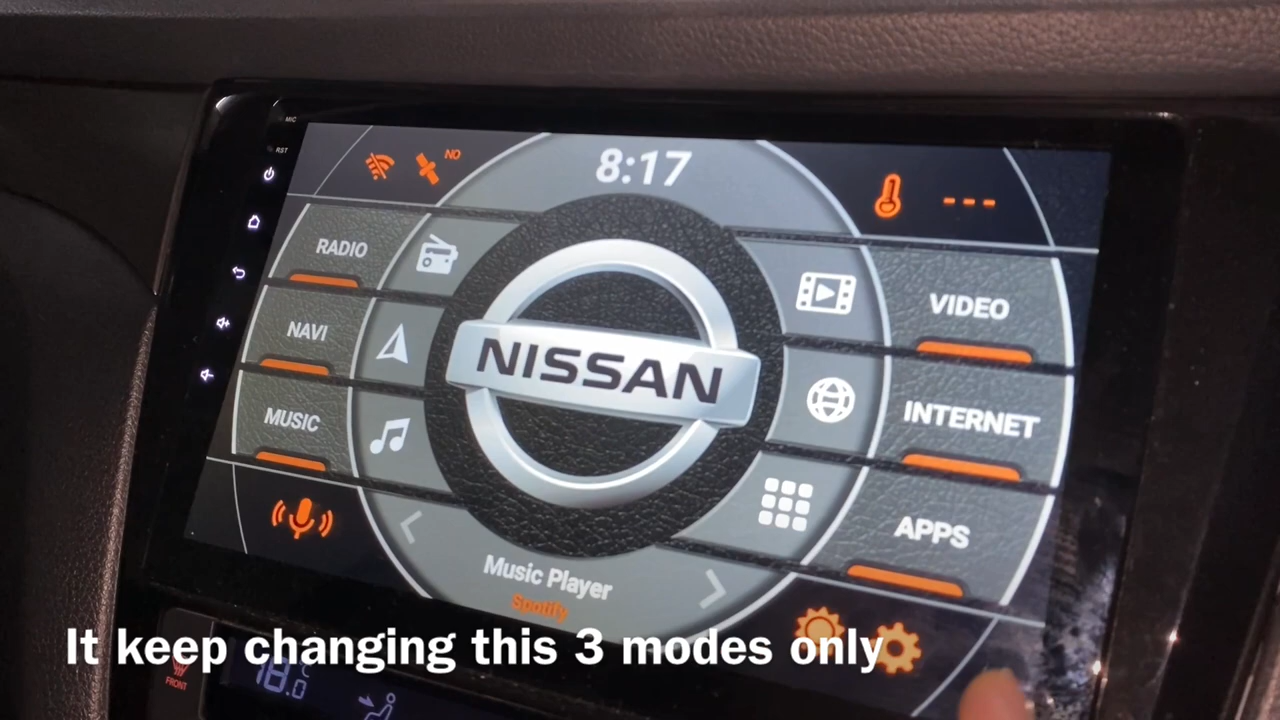 MIC
RST
NO
8:17
RADIO
NAVI
MUSIC
NISSAN
VIDEO
INTERNET
APPS
Music Player
Spotify
It keep changing this 3 modes only
FRONT
18.0